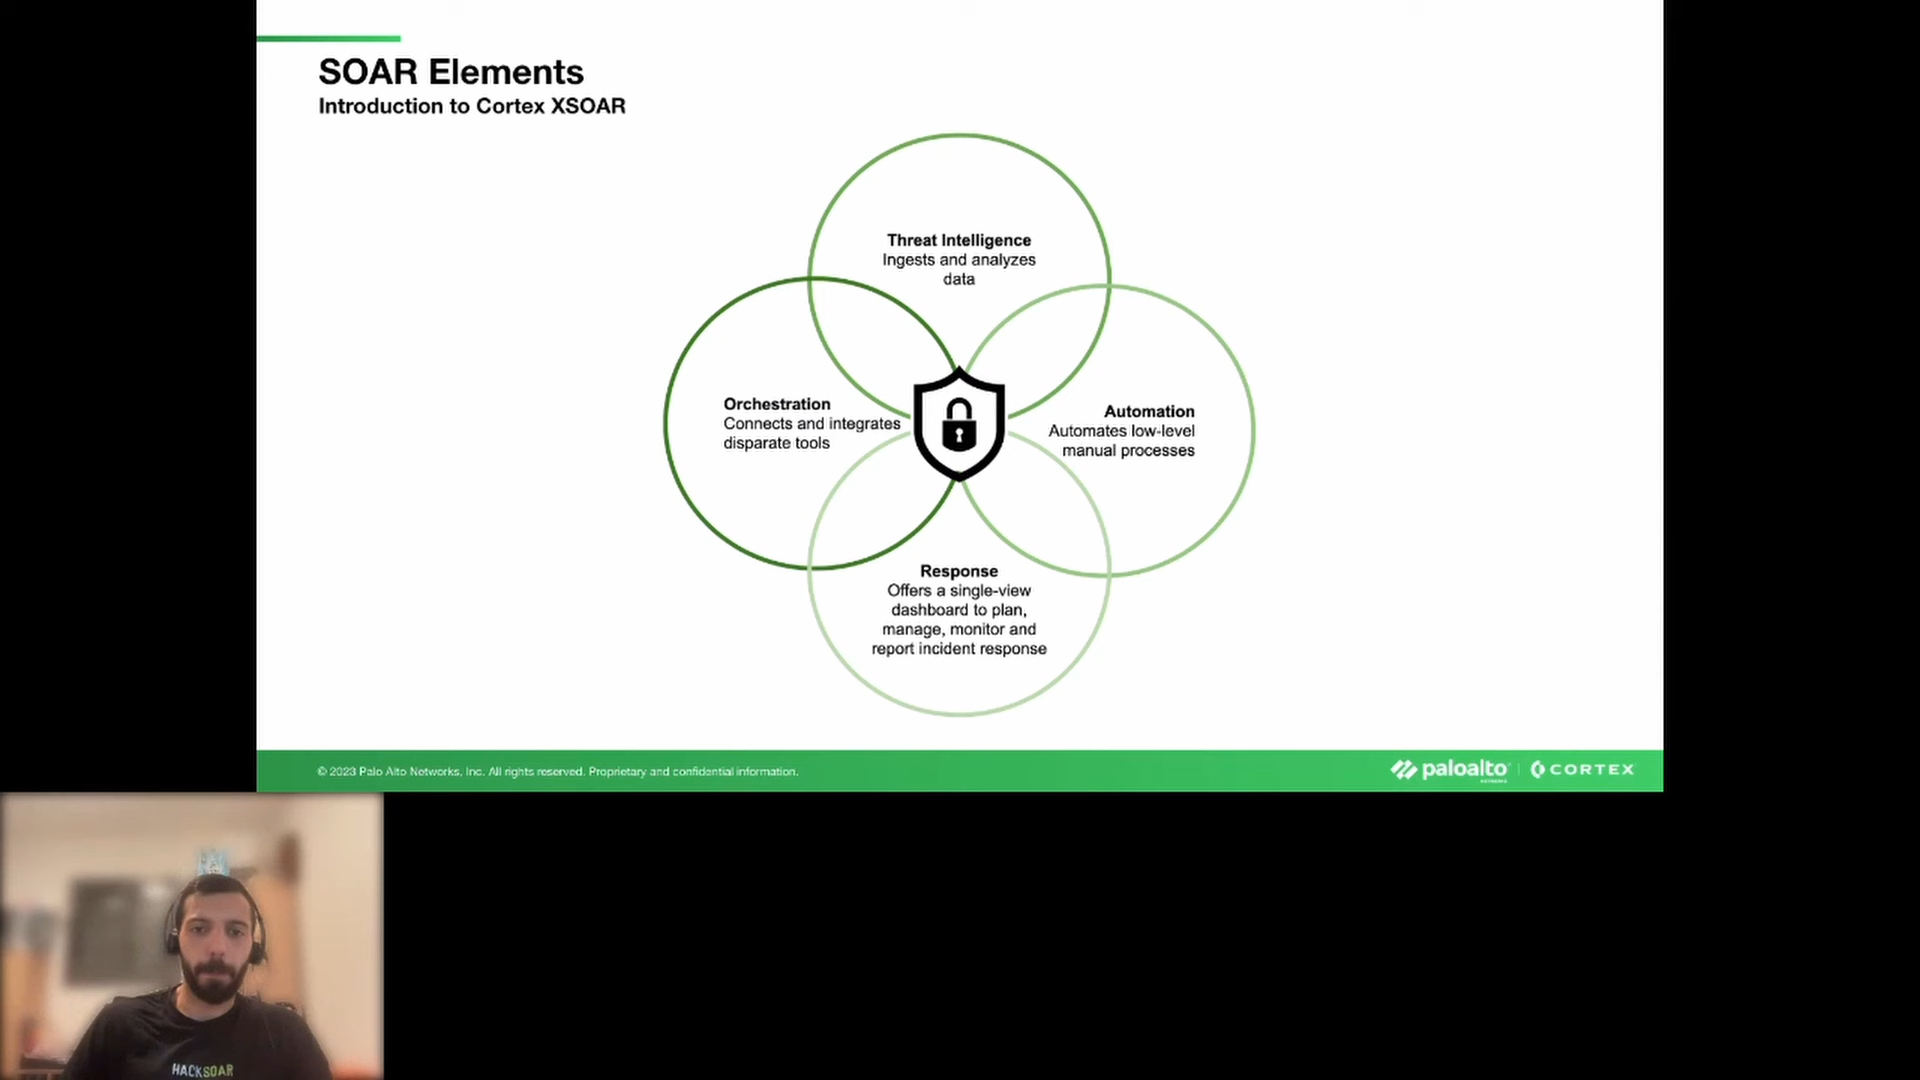 SOAR Elements
Introduction to Cortex XSOAR
Threat Intelligence
Ingests and analyzes
data
Orchestration
Connects and integrates
disparate tools
Automation
Automates low-level
manual processes
Response
Offers a single-view
dashboard to plan,
manage, monitor and
report incident response
© 2023 Palo Alto Networks, Inc. All rights reserved. Proprietary and confidential information.
paloalto
NETWORKS
CORTEX
HACKSOAR